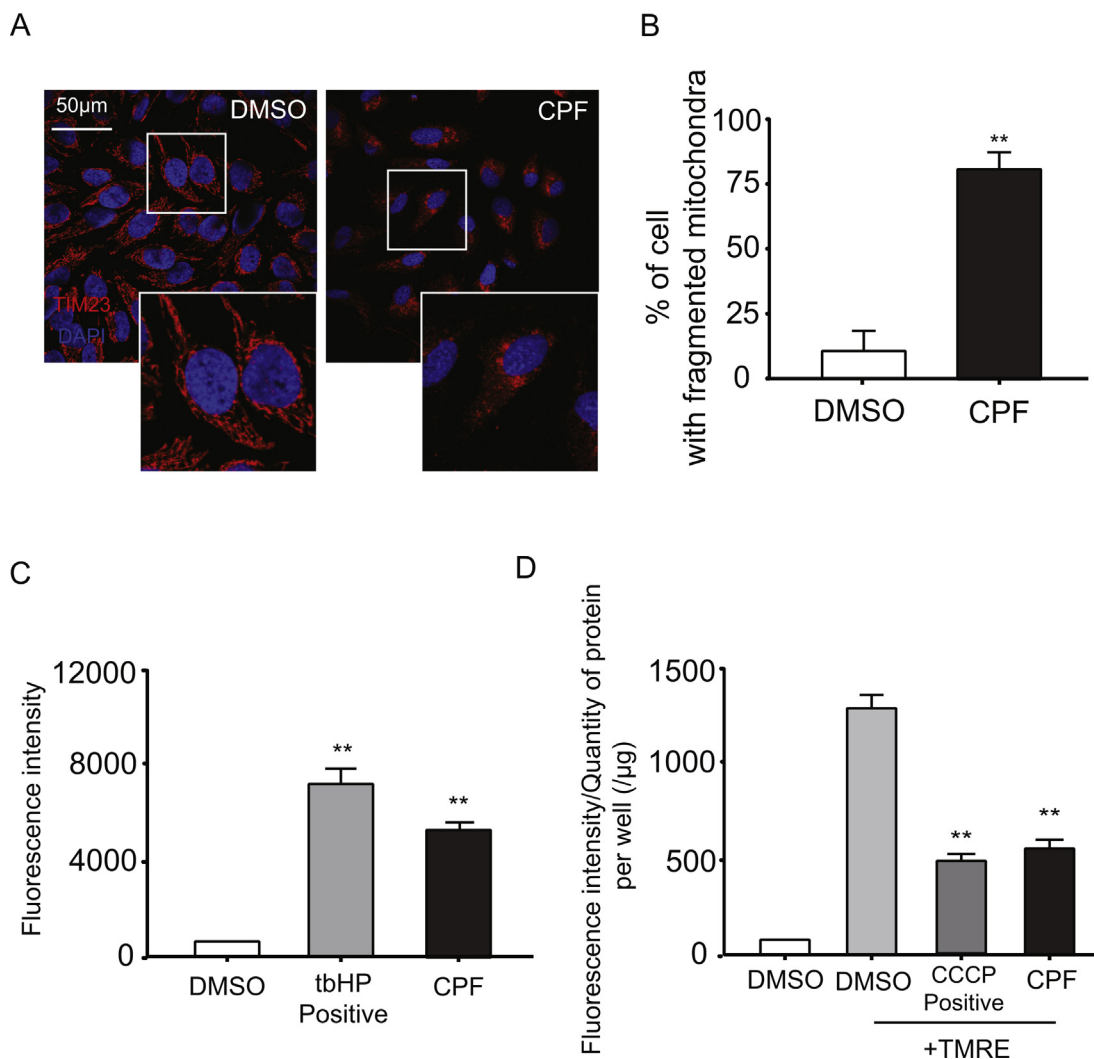 A
50μm
DMSO
CPF
TIM23
DAPI
B
% of cell
with fragmented mitochondra
100
75
50
25
0
**
DMSO
CPF
C
Fluorescence intensity
12000
8000
4000
0
**
**
DMSO
tbHP
Positive
CPF
D
Fluorescence intensity/Quantity of protein
per well (/μg)
1500
1000
500
0
**
**
DMSO
DMSO
CCCP
Positive
CPF
+TMRE